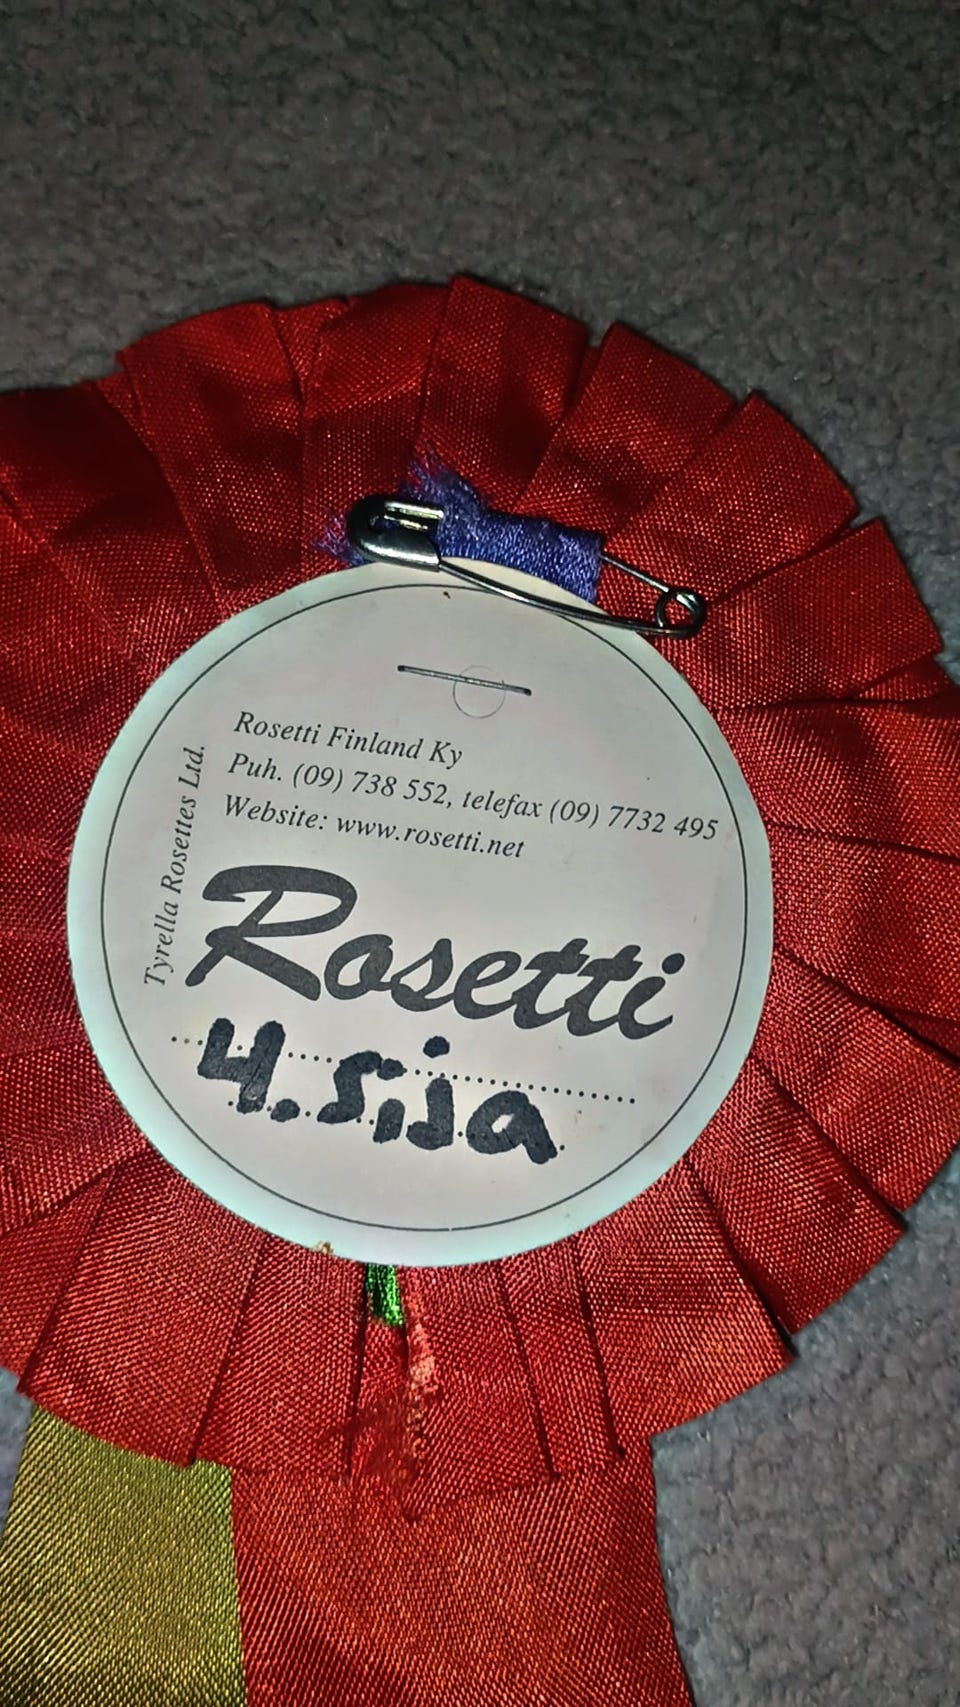 Rosetti Finland Ky
Puh. (09) 738 552, telefax (09) 7732 495
Website: www.rosetti.net
Tyrella Rosettes Ltd.
Rosetti
4. sija